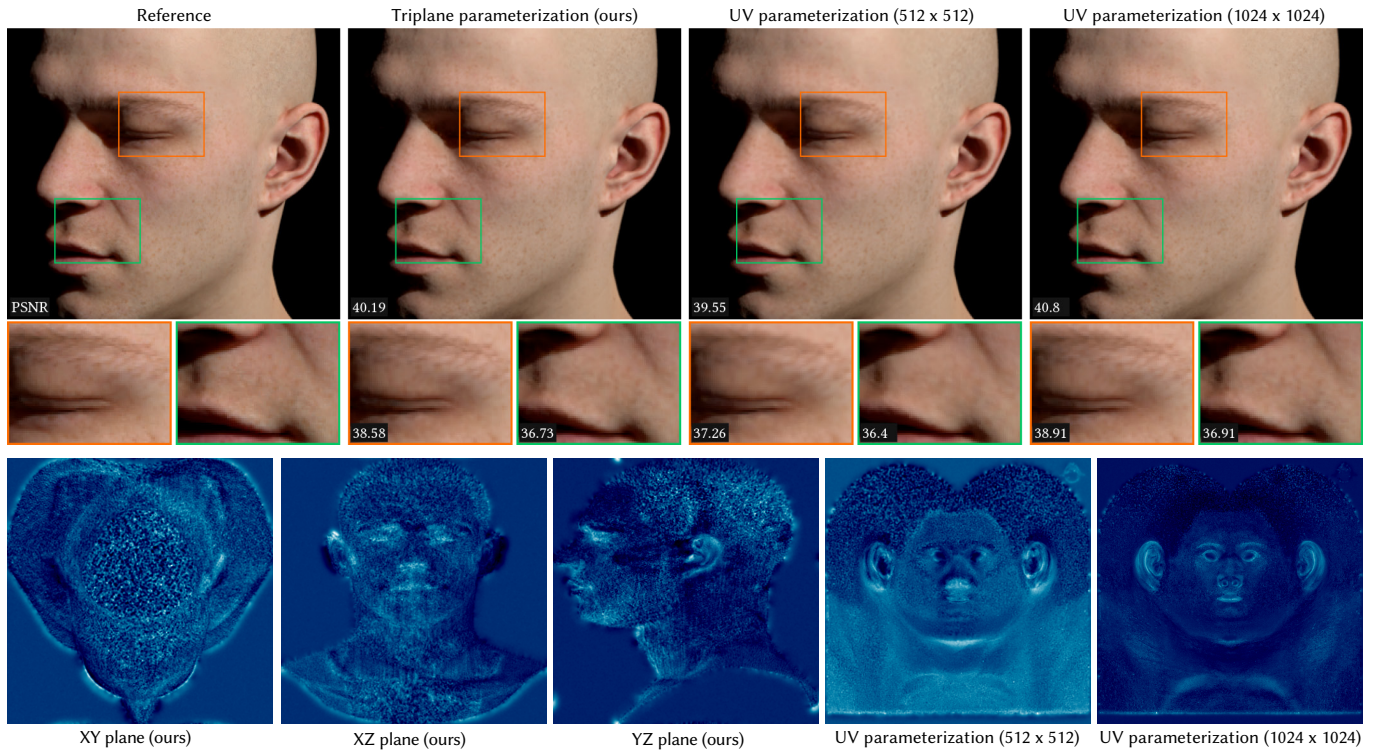 Reference
Triplane parameterization (ours)
UV parameterization (512 x 512)
UV parameterization (1024 x 1024)
PSNR
40.19
39.55
40.8
38.58
36.73
37.26
36.4
38.91
36.91
XY plane (ours)
XZ plane (ours)
YZ plane (ours)
UV parameterization (512 x 512)
UV parameterization (1024 x 1024)